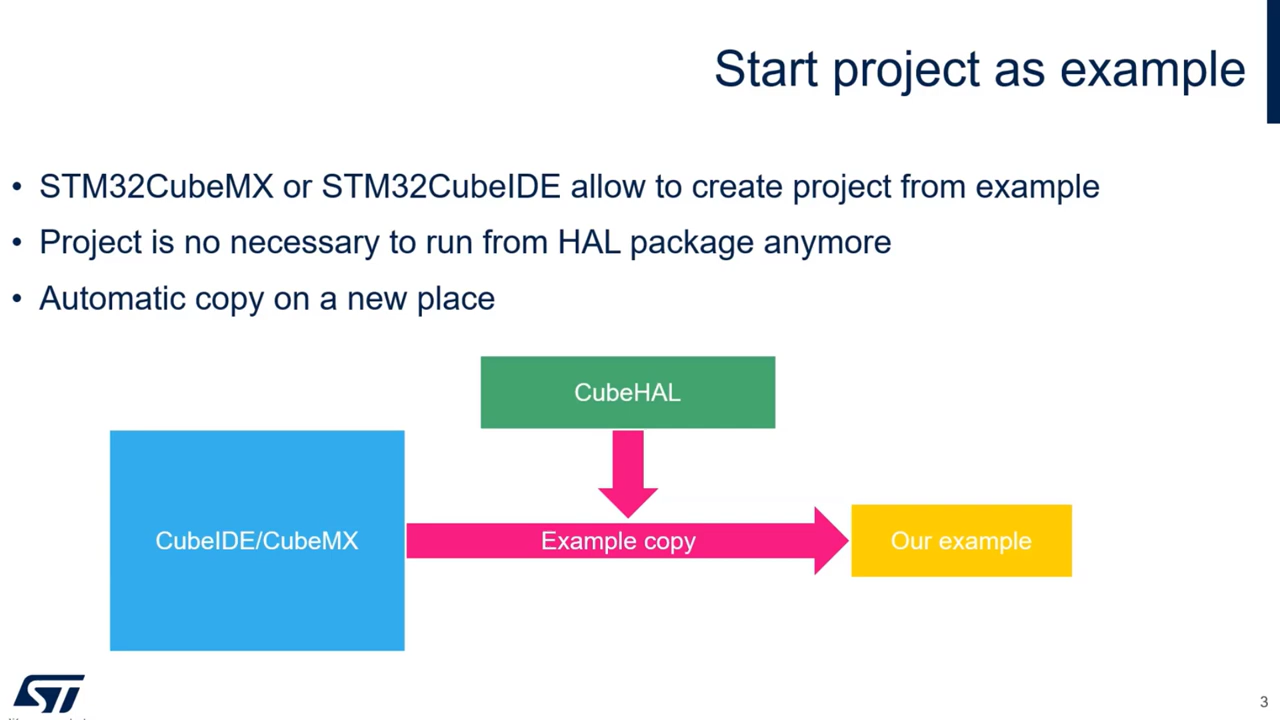 Start project as example
• STM32CubeMX or STM32CubeIDE allow to create project from example
• Project is no necessary to run from HAL package anymore
• Automatic copy on a new place
CubeHAL
CubeIDE/CubeMX
Example copy
Our example
ST
3